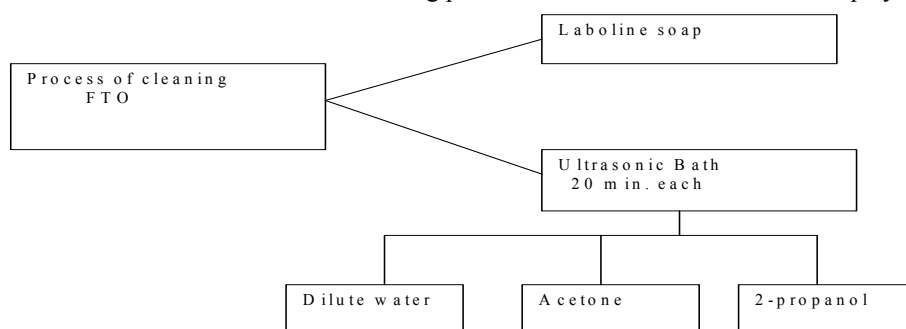 Laboline soap
Process of cleaning
FTO
Ultrasonic Bath
20 min. each
Dilute water
Acetone
2-propanol